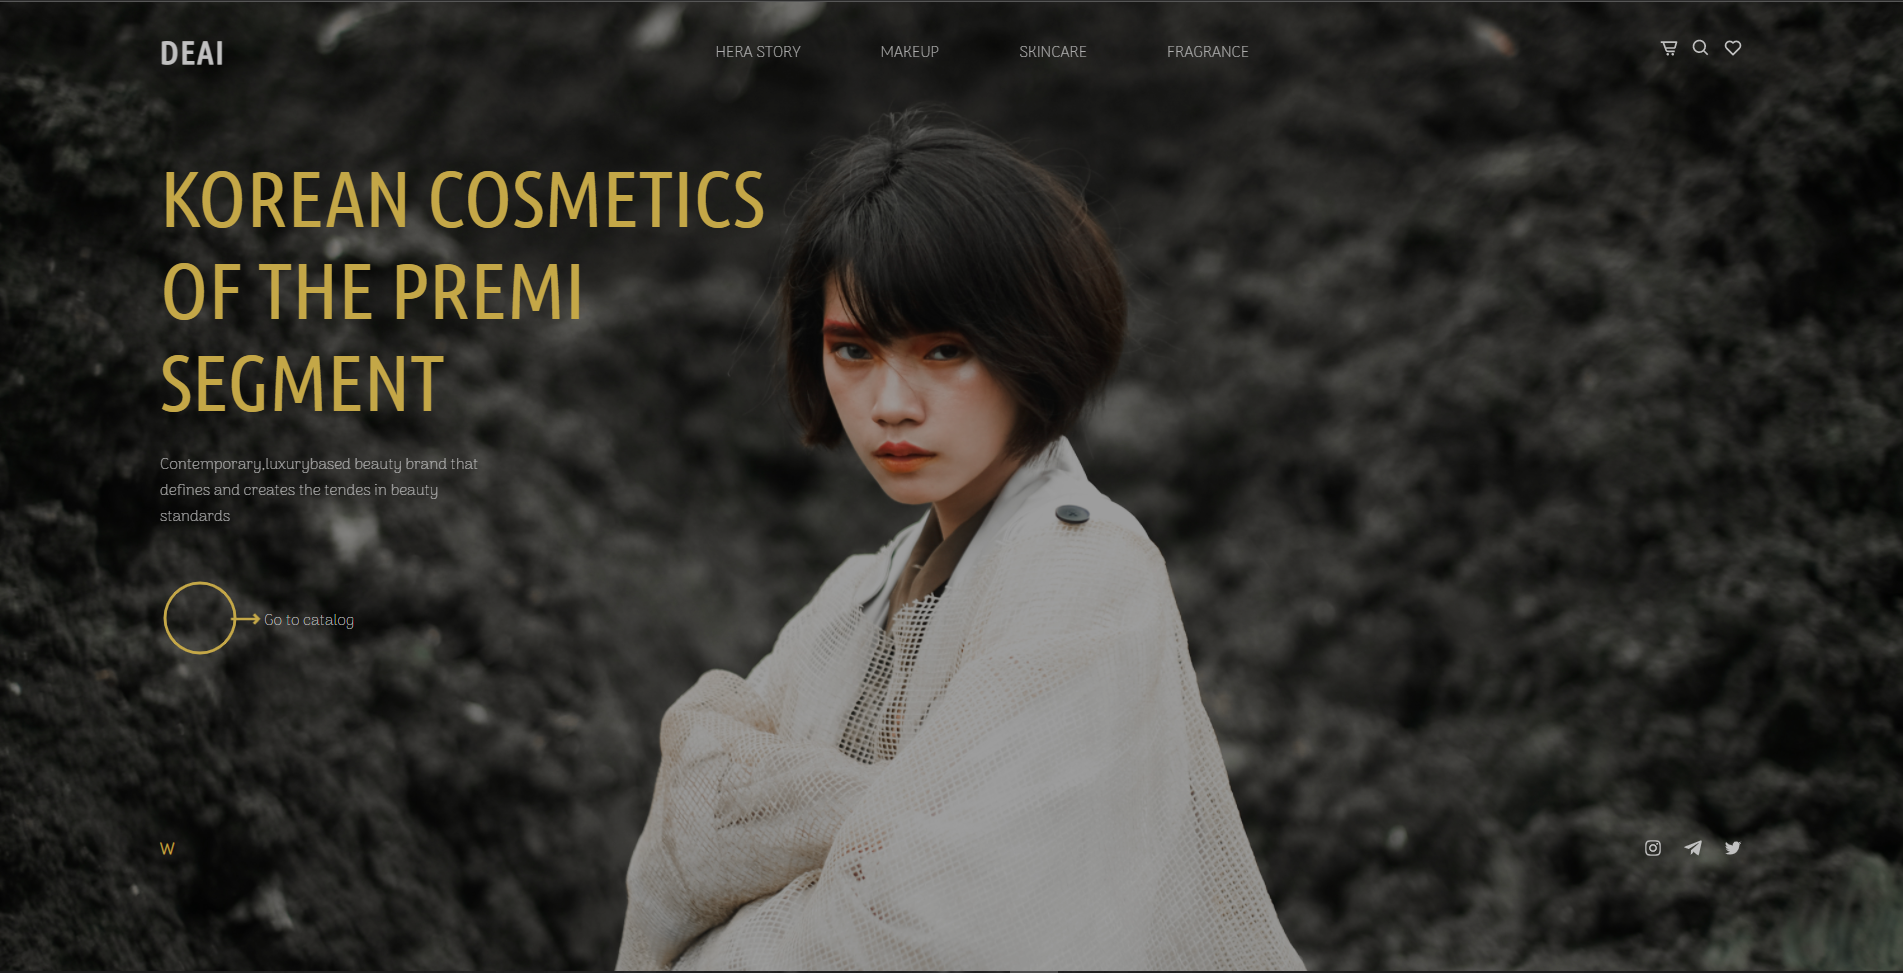 DEAI
HERA STORY
MAKEUP
SKINCARE
FRAGRANCE
KOREAN COSMETICS
OF THE PREMI
SEGMENT
Contemporary,luxurybased beauty brand that
defines and creates the tendes in beauty
standards
Go to catalog
W